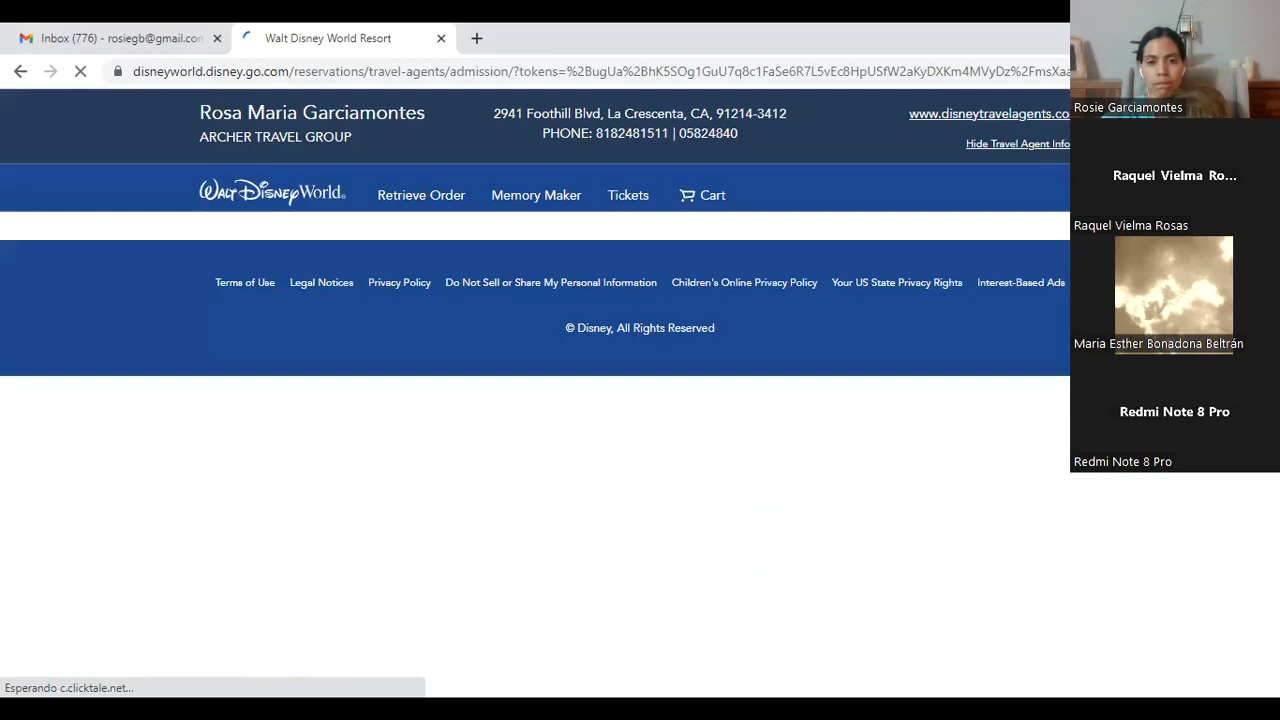 Inbox (776) - rosiegb@gmail.con
Walt Disney World Resort
disneyworld.disney.go.com/reservations/travel-agents/admission/?tokens=%2BugUa%2BhK5SOg1GuU7q8c1FaSe6R7L5vEc8HpUSfW2aKyDXKm4MVyDz%2FmsXaa
Rosa Maria Garciamontes
ARCHER TRAVEL GROUP
2941 Foothill Blvd, La Crescenta, CA, 91214-3412
PHONE: 8182481511 | 05824840
www.disneytravelagents.co
Hide Travel Agent Info
Walt Disney World
Retrieve Order
Memory Maker
Tickets
Cart
Terms of Use
Legal Notices
Privacy Policy
Do Not Sell or Share My Personal Information
Children's Online Privacy Policy
Your US State Privacy Rights
Interest-Based Ads
© Disney, All Rights Reserved
Esperando c.clicktale.net...
Rosie Garciamontes
Raquel Vielma Ro...
Raquel Vielma Rosas
Maria Esther Bonadona Beltrán
Redmi Note 8 Pro
Redmi Note 8 Pro